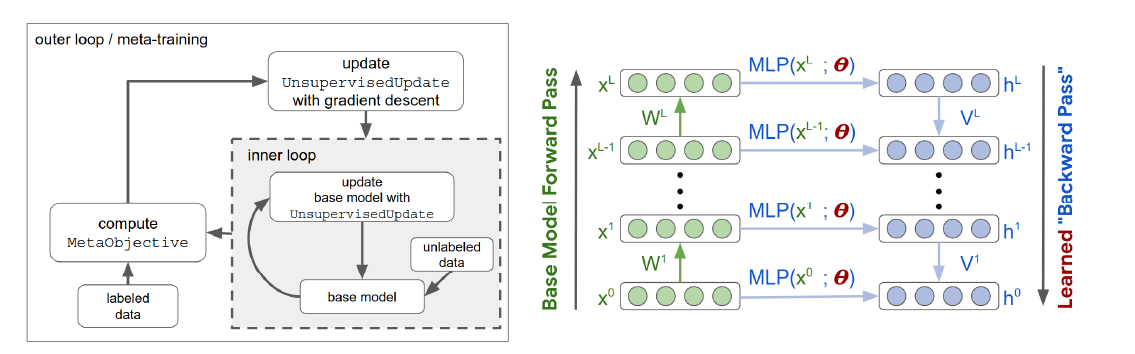 outer loop / meta-training
update
UnsupervisedUpdate
with gradient descent
inner loop
update
base model with
UnsupervisedUpdate
compute
MetaObjective
unlabeled
data
base model
labeled
data
Base Model Forward Pass
x^L
MLP(x^L ; θ)
h^L
W^L
V^L
x^{L-1}
MLP(x^{L-1}; θ)
h^{L-1}
x^1
MLP(x^1 ; θ)
h^1
W^1
V^1
x^0
MLP(x^0 ; θ)
h^0
Learned "Backward Pass"